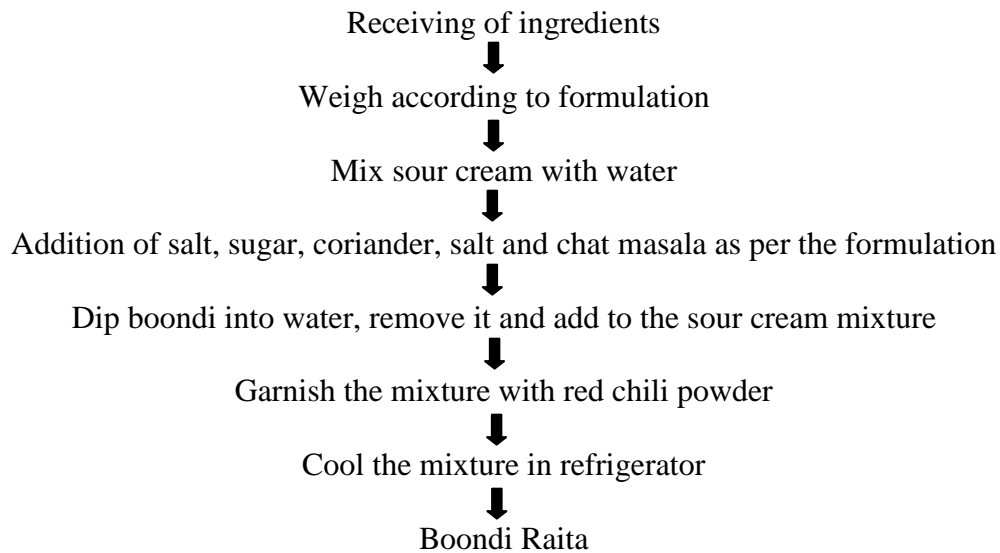 Receiving of ingredients
Weigh according to formulation
Mix sour cream with water
Addition of salt, sugar, coriander, salt and chat masala as per the formulation
Dip boondi into water, remove it and add to the sour cream mixture
Garnish the mixture with red chili powder
Cool the mixture in refrigerator
Boondi Raita